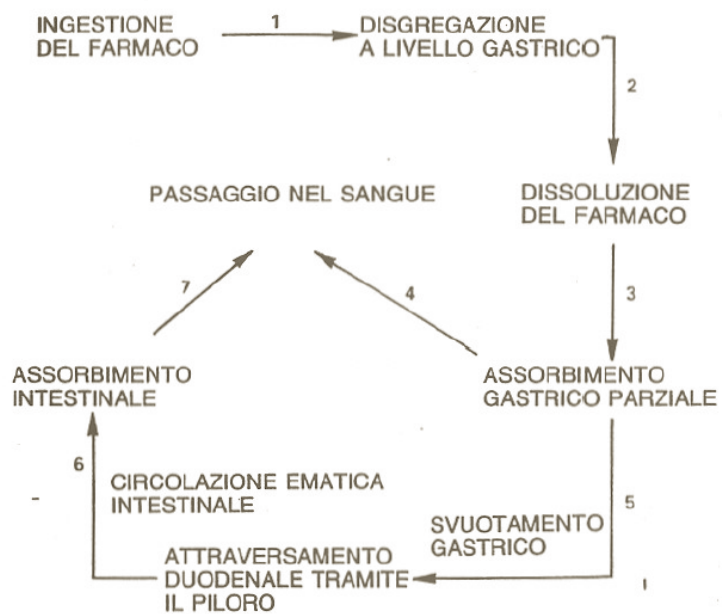 INGESTIONE
DEL FARMACO
1
DISGREGAZIONE
A LIVELLO GASTRICO
2
DISSOLUZIONE
DEL FARMACO
PASSAGGIO NEL SANGUE
3
4
7
ASSORBIMENTO
GASTRICO PARZIALE
ASSORBIMENTO
INTESTINALE
5
SVUOTAMENTO
GASTRICO
ATTRAVERSAMENTO
DUODENALE TRAMITE
IL PILORO
6
CIRCOLAZIONE EMATICA
INTESTINALE